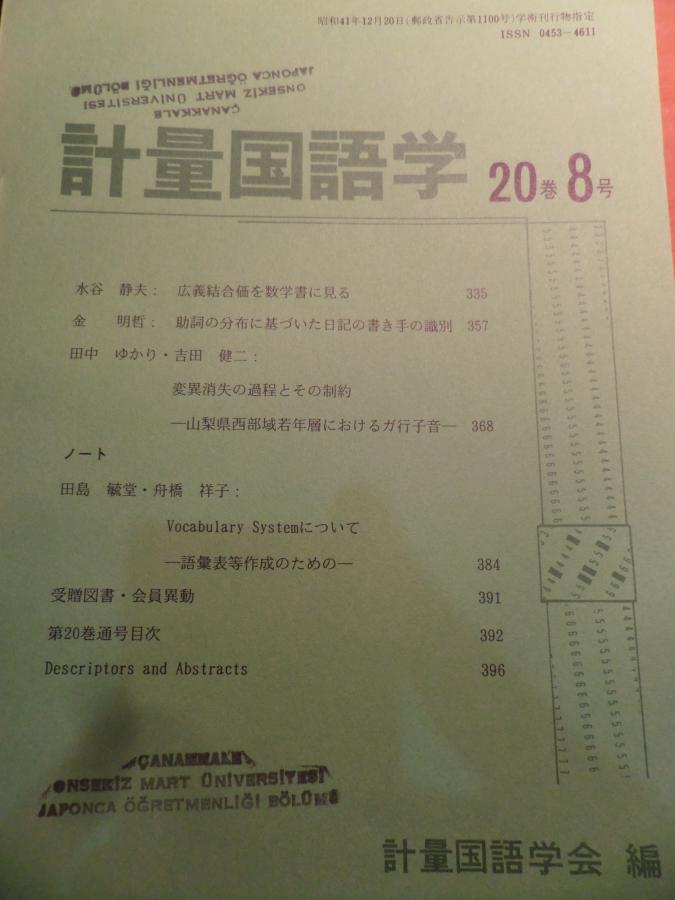 昭和41年12月20日(郵政省告示第1100号)学術刊行物指定
ISSN 0453-4611
ÇANAKKALE
ONSEKİZ MART ÜNİVERSİTESİ
JAPONCA ÖĞRETMENLİĞİ BÖLÜMÜ
計量国語学 20巻8号
水谷 静夫: 広義結合価を数学書に見る 335
金 明哲: 助詞の分布に基づいた日記の書き手の識別 357
田中 ゆかり・吉田 健二:
変異消失の過程とその制約
—山梨県西部域若年層におけるガ行子音— 368
ノート
田島 毓堂・舟橋 祥子:
Vocabulary Systemについて
—語彙表等作成のための— 384
受贈図書・会員異動 391
第20巻通号目次 392
Descriptors and Abstracts 396
ÇANAKKALE
ONSEKİZ MART ÜNİVERSİTESİ
JAPONCA ÖĞRETMENLİĞİ BÖLÜMÜ
計量国語学会 編